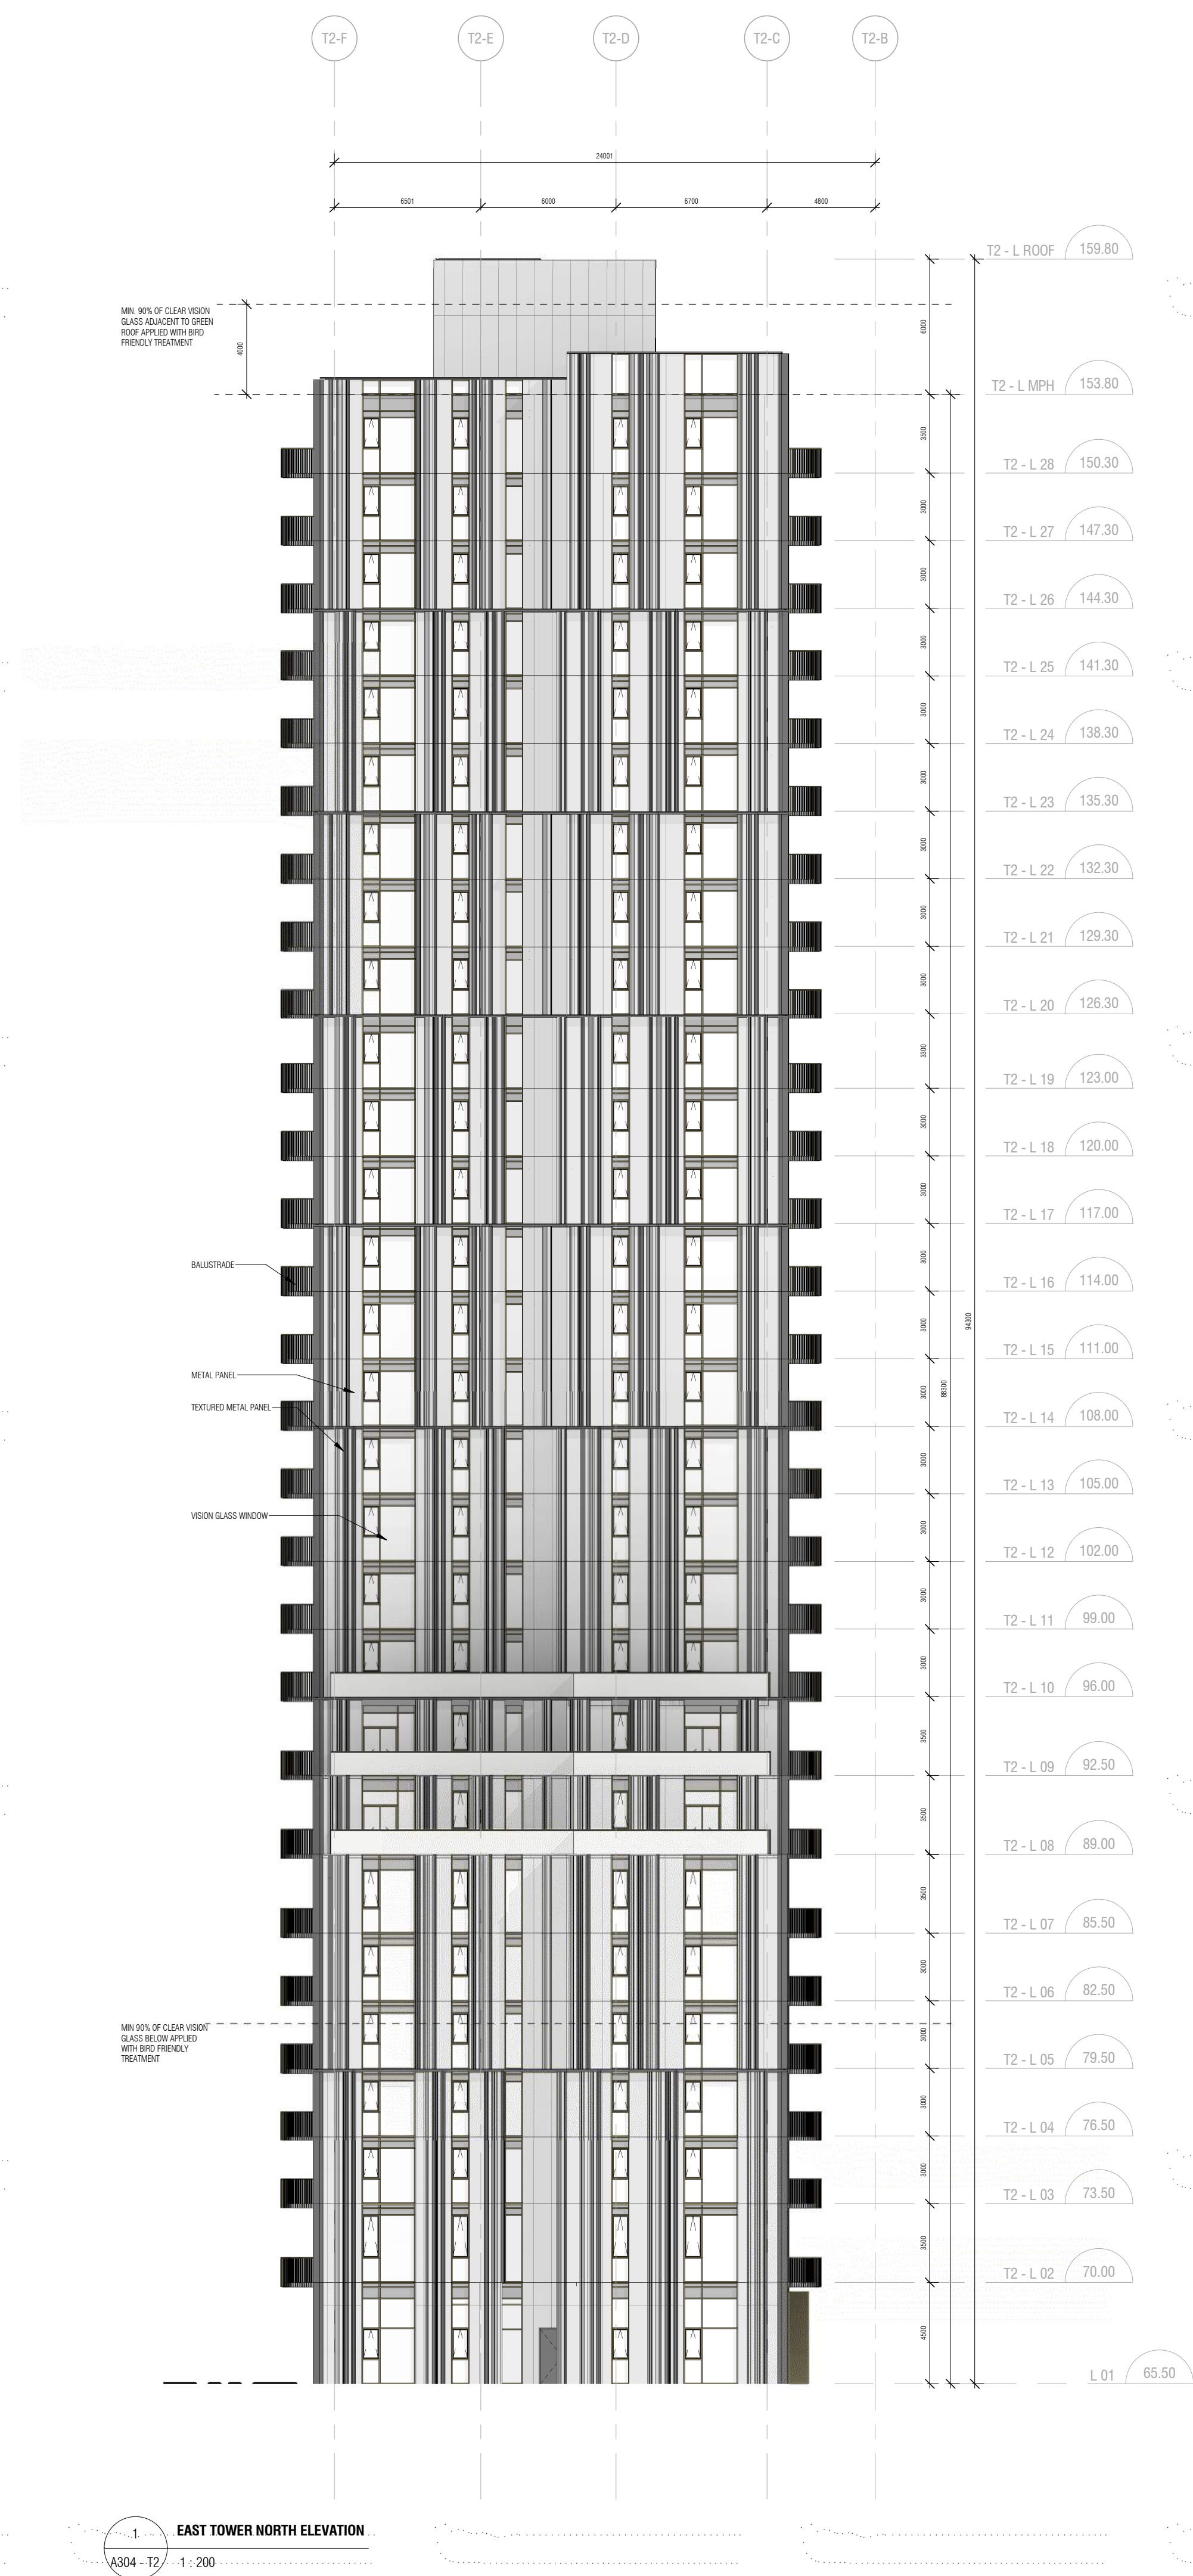 T2-F T2-E T2-D T2-C T2-B
24001
6501 6000 6700 4800
T2 - L ROOF 159.80
MIN. 90% OF CLEAR VISION
GLASS ADJACENT TO GREEN
ROOF APPLIED WITH BIRD
FRIENDLY TREATMENT
4000
6000
T2 - L MPH 153.80
3500
T2 - L 28 150.30
3000
T2 - L 27 147.30
3000
T2 - L 26 144.30
3000
T2 - L 25 141.30
3000
T2 - L 24 138.30
3000
T2 - L 23 135.30
3000
T2 - L 22 132.30
3000
T2 - L 21 129.30
3000
T2 - L 20 126.30
3300
T2 - L 19 123.00
3000
T2 - L 18 120.00
3000
T2 - L 17 117.00
3000
BALUSTRADE
T2 - L 16 114.00
3000
94300
T2 - L 15 111.00
METAL PANEL
3000
88300
TEXTURED METAL PANEL
T2 - L 14 108.00
3000
T2 - L 13 105.00
VISION GLASS WINDOW
3000
T2 - L 12 102.00
3000
T2 - L 11 99.00
3000
T2 - L 10 96.00
3500
T2 - L 09 92.50
3500
T2 - L 08 89.00
3500
T2 - L 07 85.50
3000
T2 - L 06 82.50
MIN 90% OF CLEAR VISION
GLASS BELOW APPLIED
WITH BIRD FRIENDLY
TREATMENT
3000
T2 - L 05 79.50
3000
T2 - L 04 76.50
3000
T2 - L 03 73.50
3500
T2 - L 02 70.00
4500
L 01 65.50
1 EAST TOWER NORTH ELEVATION
A304 - T2 1 : 200